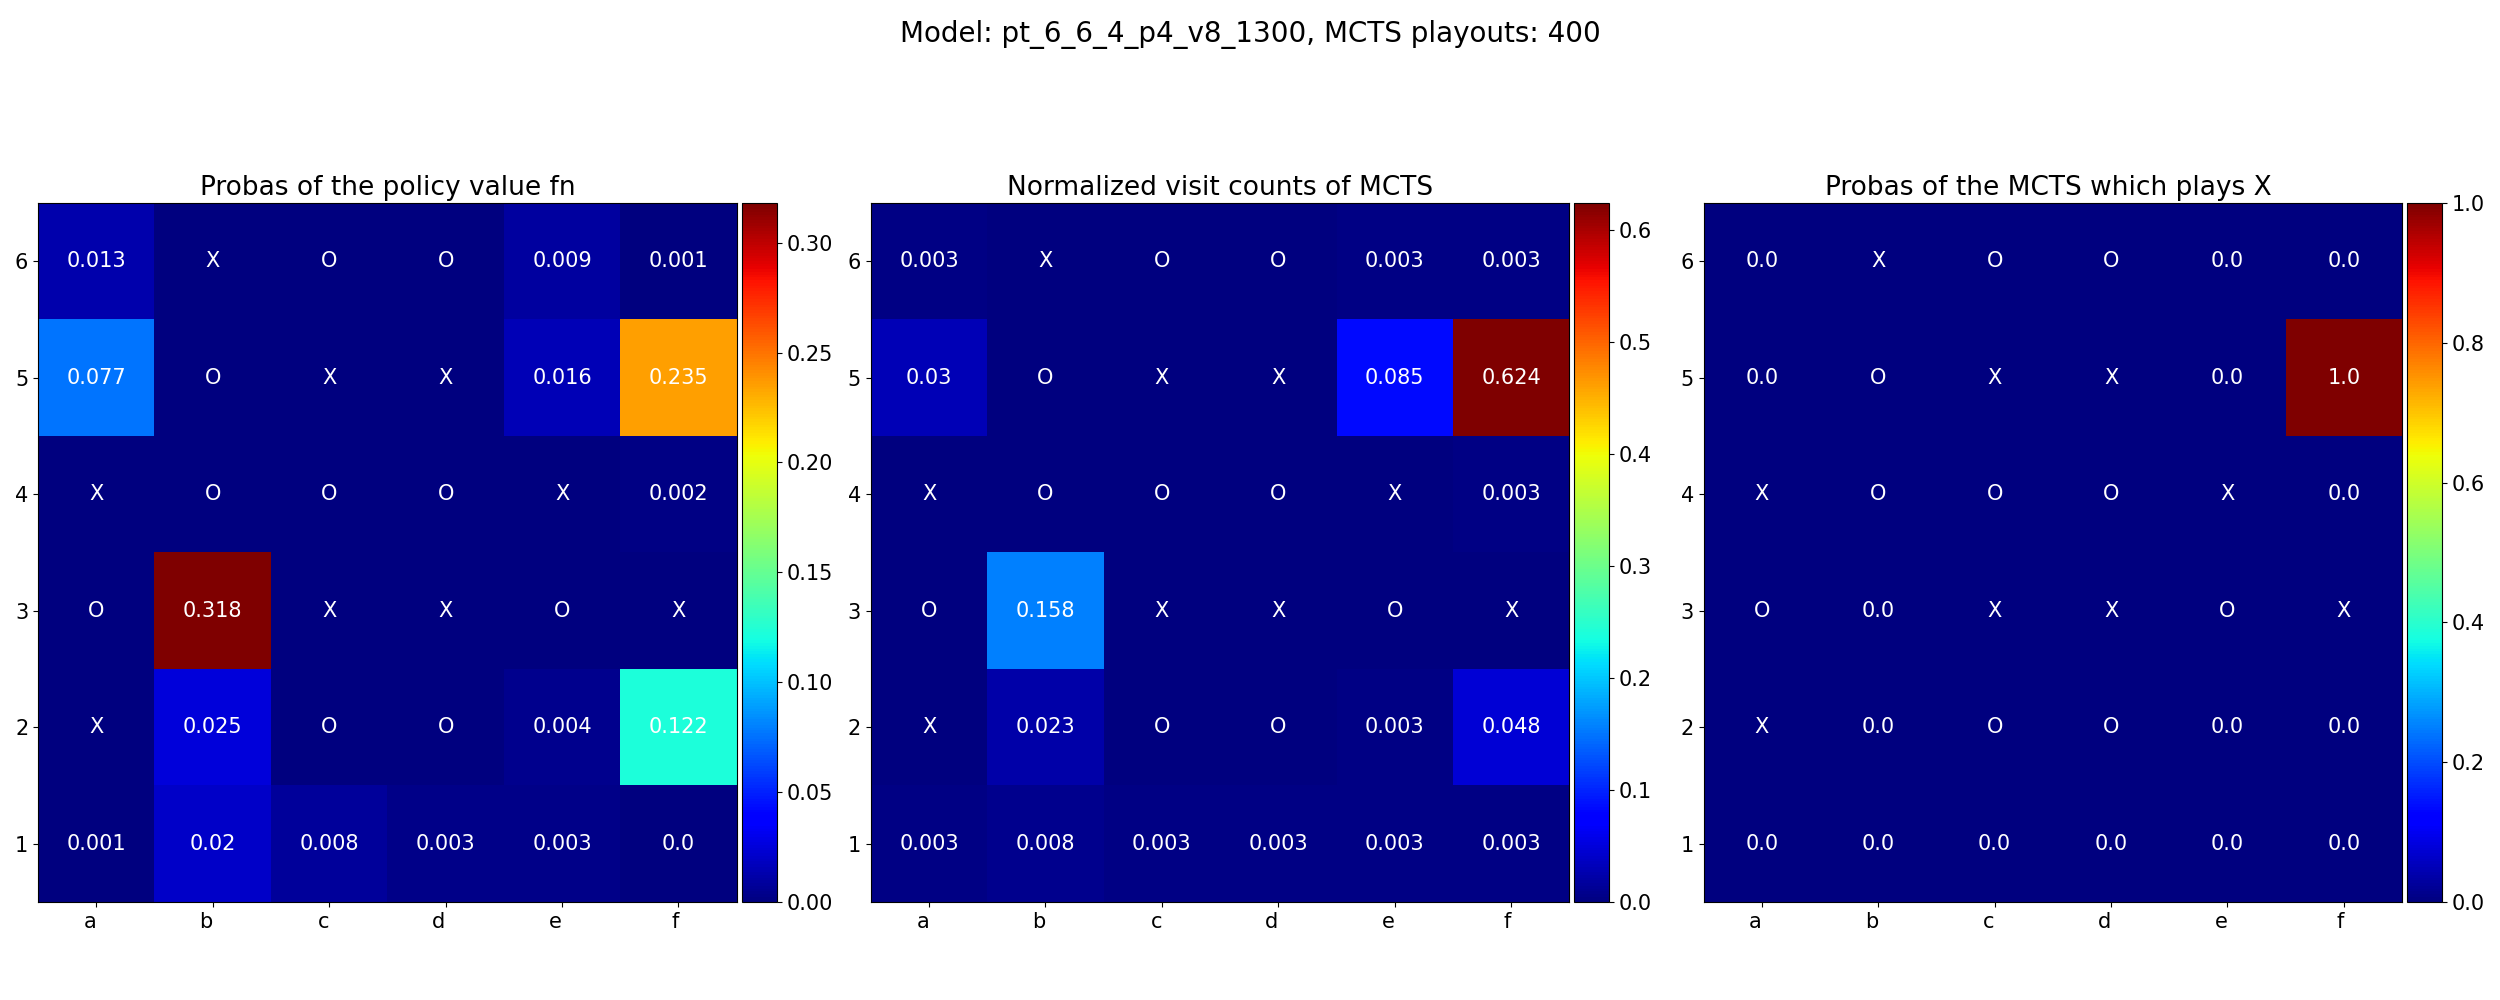 Model: pt_6_6_4_p4_v8_1300, MCTS playouts: 400
Probas of the policy value fn
6 0.013 X O O 0.009 0.001
5 0.077 O X X 0.016 0.235
4 X O O O X 0.002
3 O 0.318 X X O X
2 X 0.025 O O 0.004 0.122
1 0.001 0.02 0.008 0.003 0.003 0.0
a b c d e f
0.30
0.25
0.20
0.15
0.10
0.05
0.00
Normalized visit counts of MCTS
6 0.003 X O O 0.003 0.003
5 0.03 O X X 0.085 0.624
4 X O O O X 0.003
3 O 0.158 X X O X
2 X 0.023 O O 0.003 0.048
1 0.003 0.008 0.003 0.003 0.003 0.003
a b c d e f
0.6
0.5
0.4
0.3
0.2
0.1
0.0
Probas of the MCTS which plays X
6 0.0 X O O 0.0 0.0
5 0.0 O X X 0.0 1.0
4 X O O O X 0.0
3 O 0.0 X X O X
2 X 0.0 O O 0.0 0.0
1 0.0 0.0 0.0 0.0 0.0 0.0
a b c d e f
1.0
0.8
0.6
0.4
0.2
0.0